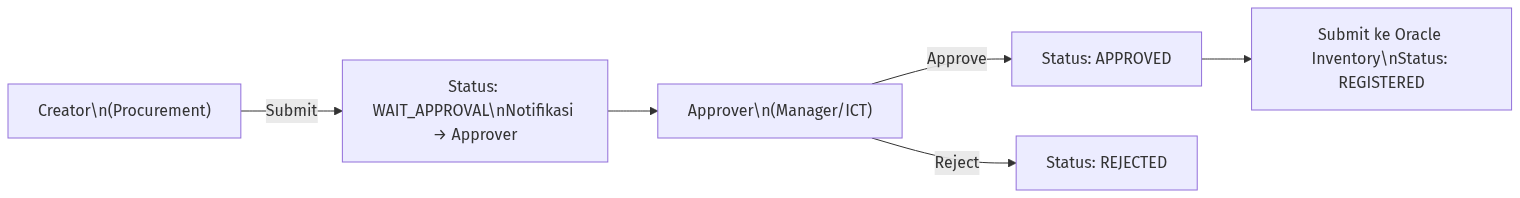 Creator\n(Procurement)
Submit
Status:
WAIT_APPROVAL\nNotifikasi
→ Approver
Approver\n(Manager/ICT)
Approve
Status: APPROVED
Submit ke Oracle
Inventory\nStatus:
REGISTERED
Reject
Status: REJECTED